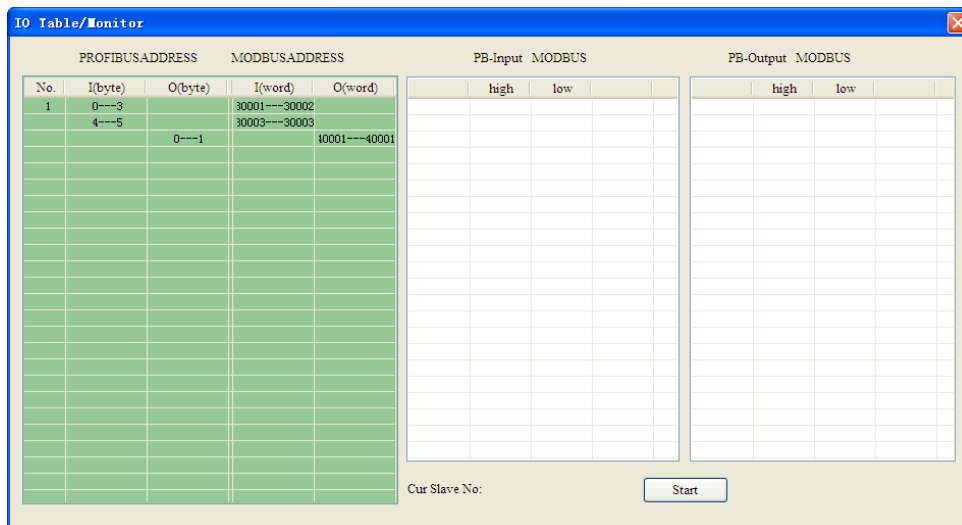 IO Table/Monitor
PROFIBUSADDRESS MODBUSADDRESS PB-Input MODBUS PB-Output MODBUS
No. I(byte) O(byte) I(word) O(word) high low high low
1 0---3 30001---30002
4---5 30003---30003
0---1 40001---40001
Cur Slave No: Start